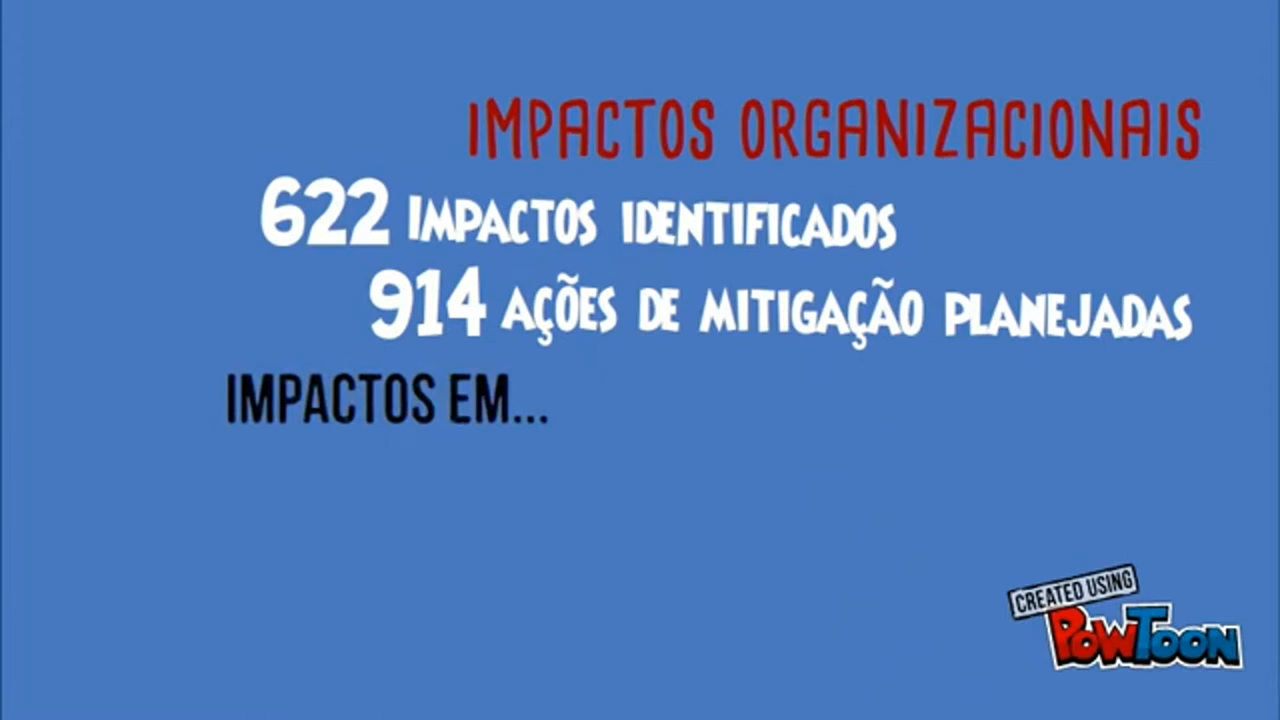 IMPACTOS ORGANIZACIONAIS
622 IMPACTOS IDENTIFICADOS
914 AÇÕES DE MITIGAÇÃO PLANEJADAS
IMPACTOS EM...
CREATED USING
POWTOON